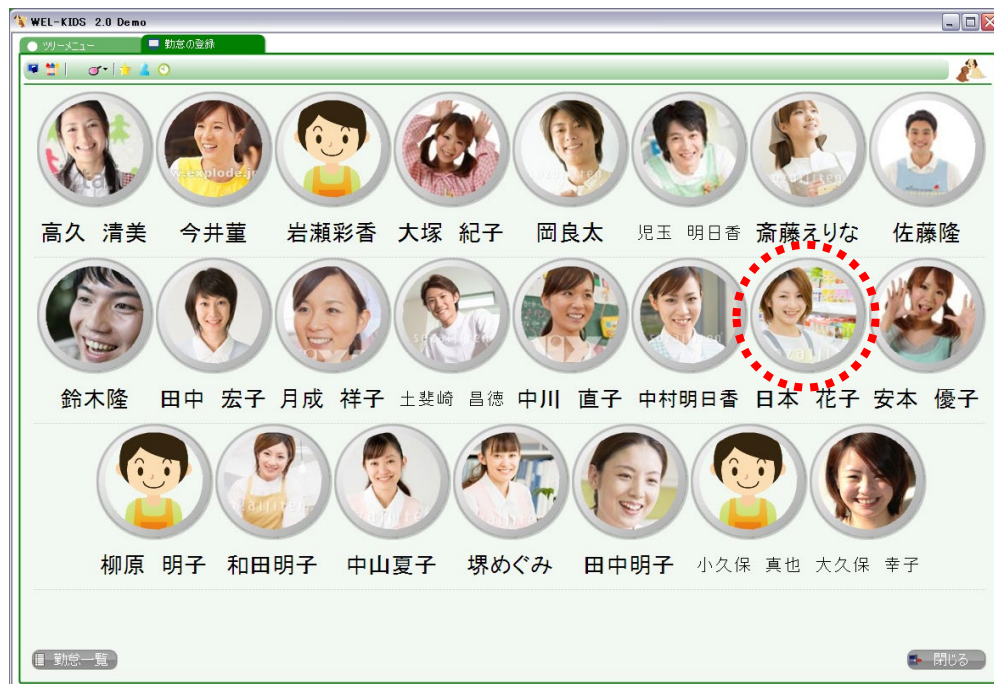 WEL-KIDS 2.0 Demo
ツリーメニュー 勤怠の登録
高久 清美 今井菫 岩瀬彩香 大塚 紀子 岡良太 児玉 明日香 斎藤えりな 佐藤隆
鈴木隆 田中 宏子 月成 祥子 土斐崎 昌徳 中川 直子 中村明日香 日本 花子 安本 優子
柳原 明子 和田明子 中山夏子 堺めぐみ 田中明子 小久保 真也 大久保 幸子
勤怠一覧 閉じる